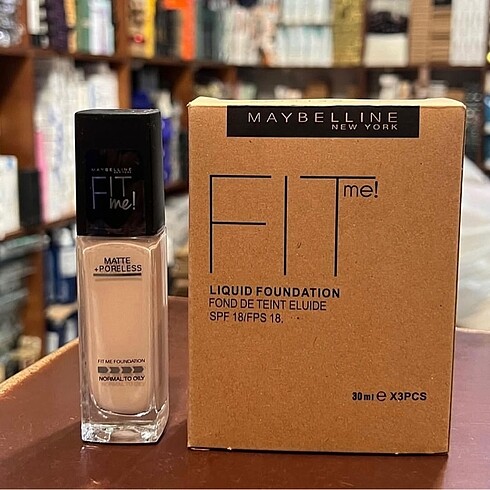 MAYBELLINE
FIT
me!
MATTE
+PORELESS
FIT ME FOUNDATION
NORMAL TO OILY
MAYBELLINE
NEW YORK
FIT me!
LIQUID FOUNDATION
FOND DE TEINT ELUIDE
SPF 18/FPS 18.
30ml e X3PCS